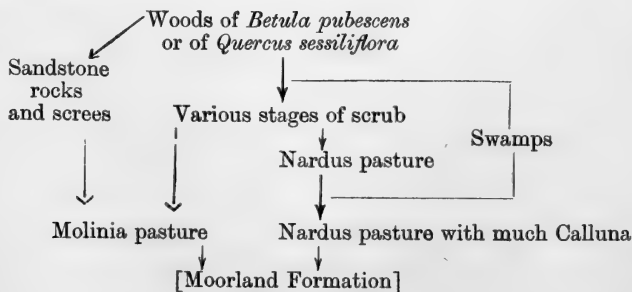 Woods of Betula pubescens
or of Quercus sessiliflora
Sandstone
rocks
and screes
Various stages of scrub
Swamps
Nardus pasture
Molinia pasture
Nardus pasture with much Calluna
[Moorland Formation]